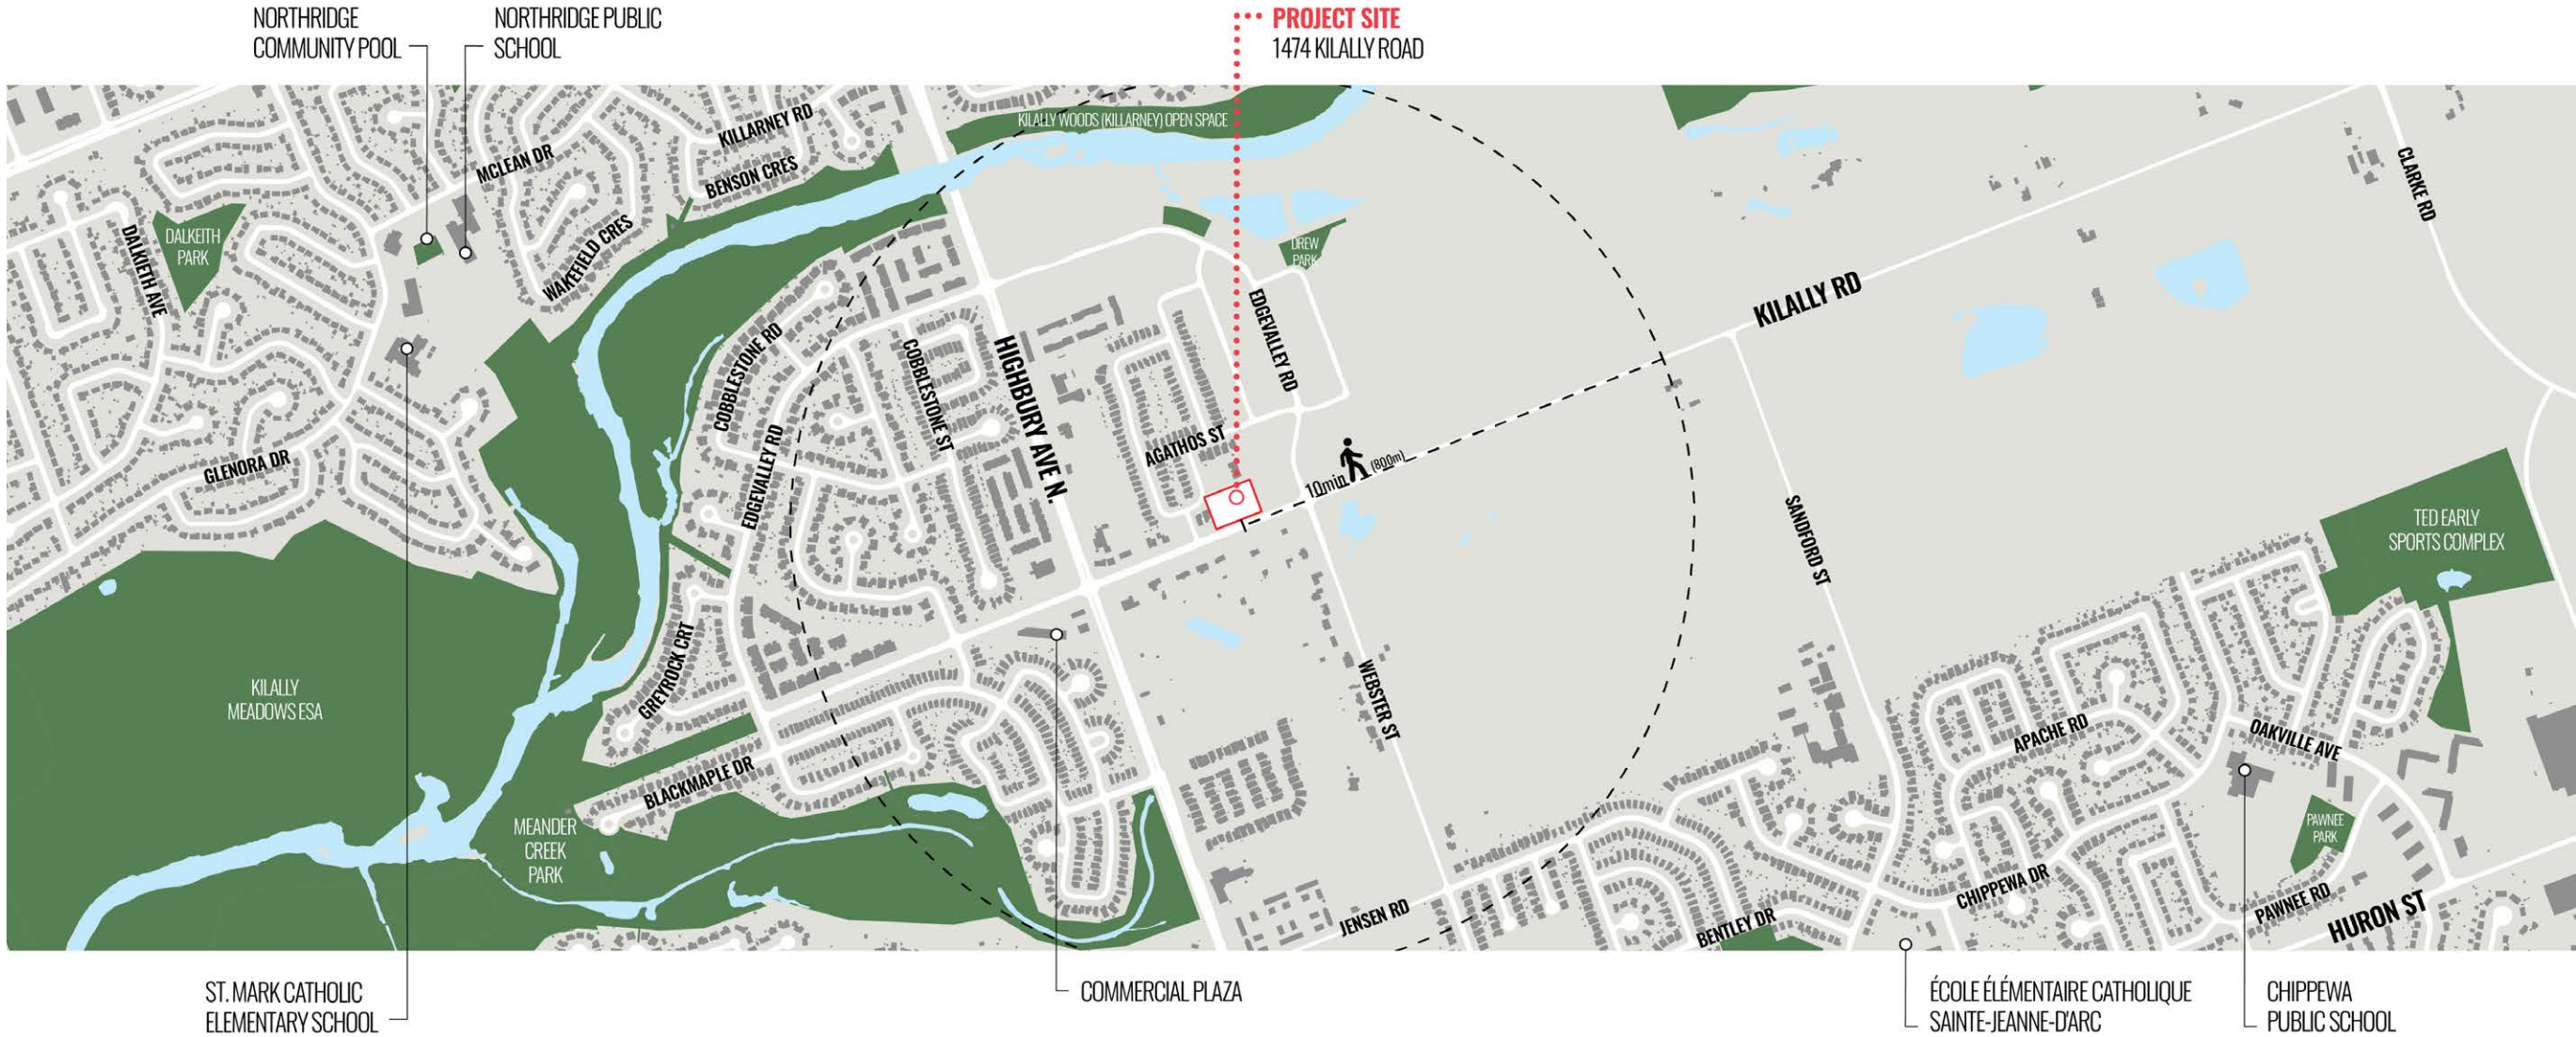 NORTHRIDGE
COMMUNITY POOL
NORTHRIDGE PUBLIC
SCHOOL
PROJECT SITE
1474 KILALLY ROAD
KILLARNEY RD
KILALLY WOODS (KILLARNEY) OPEN SPACE
MCLEAN DR
BENSON CRES
CLARKE RD
DALKEITH
PARK
DALKIETH AVE
WAKEFIELD CRES
DREW
PARK
EDGEVALLEY RD
KILALLY RD
COBBLESTONE RD
COBBLESTONE ST
HIGHBURY AVE N.
GLENORA DR
EDGEVALLEY RD
AGATHOS ST
10min
(800m)
SANDFORD ST
TED EARLY
SPORTS COMPLEX
KILALLY
MEADOWS ESA
GREYROCK CRT
WEBSTER ST
APACHE RD
OAKVILLE AVE
BLACKMAPLE DR
MEANDER
CREEK
PARK
PAWNEE
PARK
JENSEN RD
BENTLEY DR
CHIPPEWA DR
PAWNEE RD
HURON ST
ST. MARK CATHOLIC
ELEMENTARY SCHOOL
COMMERCIAL PLAZA
ÉCOLE ÉLÉMENTAIRE CATHOLIQUE
SAINTE-JEANNE-D'ARC
CHIPPEWA
PUBLIC SCHOOL